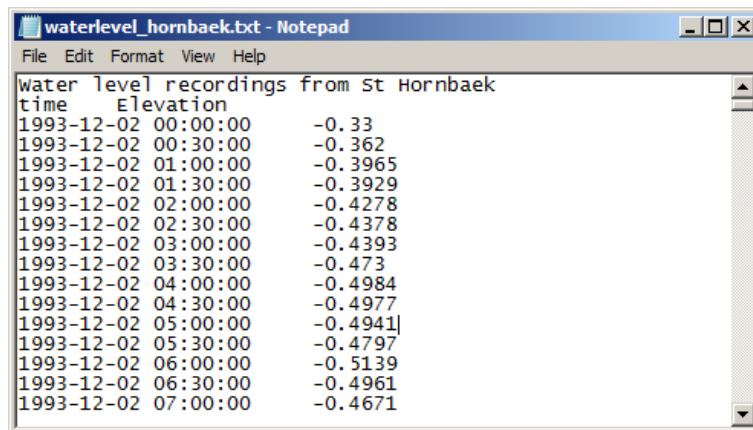 waterlevel_hornbaek.txt - Notepad
File Edit Format View Help
Water level recordings from St Hornbaek
time Elevation
1993-12-02 00:00:00 -0.33
1993-12-02 00:30:00 -0.362
1993-12-02 01:00:00 -0.3965
1993-12-02 01:30:00 -0.3929
1993-12-02 02:00:00 -0.4278
1993-12-02 02:30:00 -0.4378
1993-12-02 03:00:00 -0.4393
1993-12-02 03:30:00 -0.473
1993-12-02 04:00:00 -0.4984
1993-12-02 04:30:00 -0.4977
1993-12-02 05:00:00 -0.4941
1993-12-02 05:30:00 -0.4797
1993-12-02 06:00:00 -0.5139
1993-12-02 06:30:00 -0.4961
1993-12-02 07:00:00 -0.4671